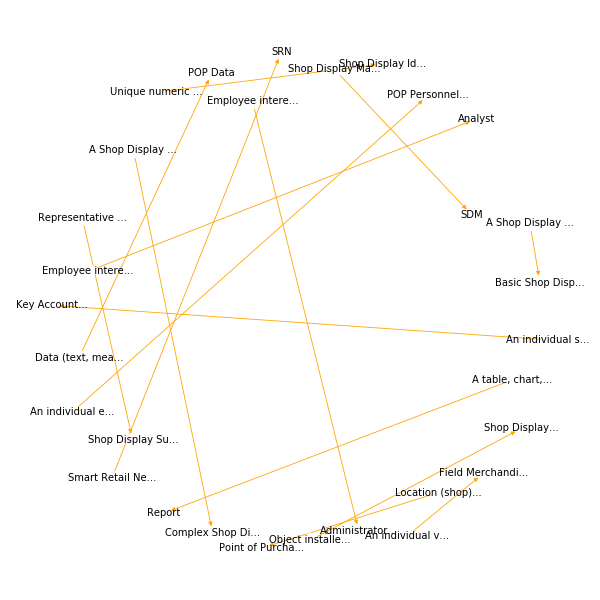 SRN
Shop Display Id...
Shop Display Ma...
POP Data
Unique numeric ...
POP Personnel...
Employee intere...
Analyst
A Shop Display ...
SDM
Representative ...
A Shop Display ...
Employee intere...
Basic Shop Disp...
Key Account...
An individual s...
Data (text, mea...
A table, chart,...
An individual e...
Shop Display...
Shop Display Su...
Field Merchandi...
Smart Retail Ne...
Location (shop)...
Report
Administrator
Complex Shop Di...
An individual v...
Object installe...
Point of Purcha...